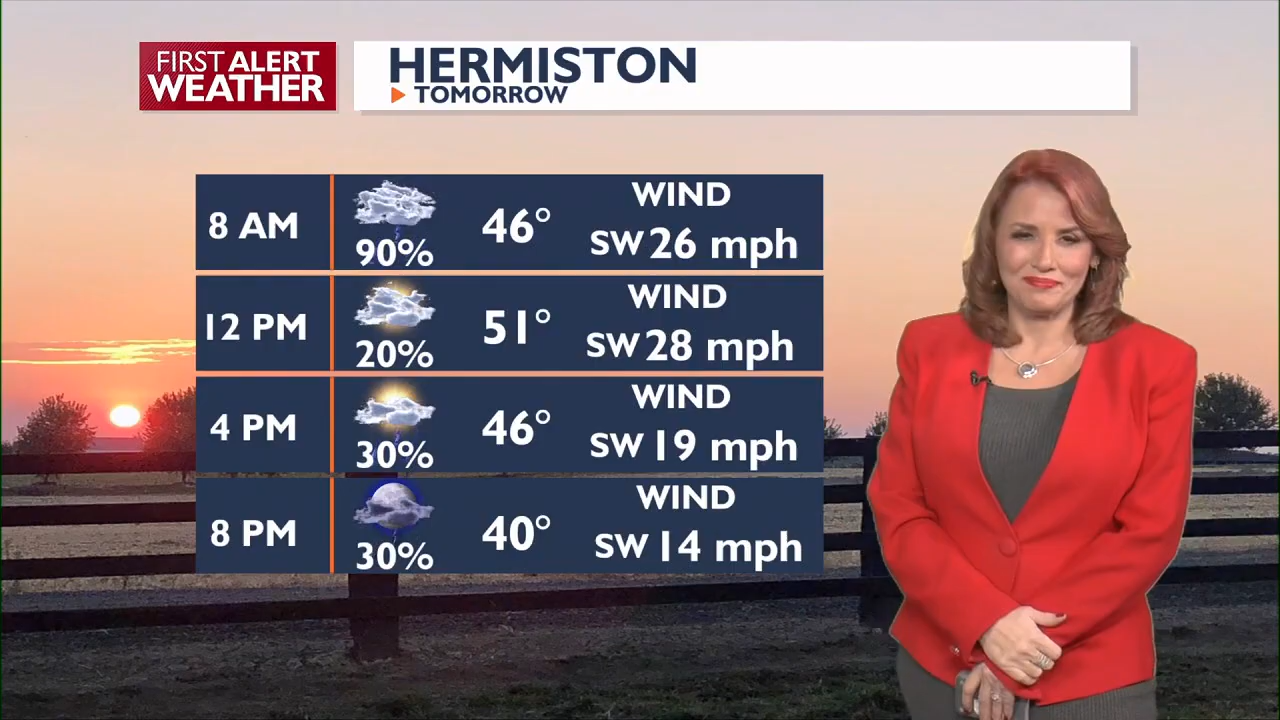 FIRST ALERT
WEATHER
HERMISTON
TOMORROW
8 AM
90%
46°
WIND
SW 26 mph
12 PM
20%
51°
WIND
SW 28 mph
4 PM
30%
46°
WIND
SW 19 mph
8 PM
30%
40°
WIND
SW 14 mph